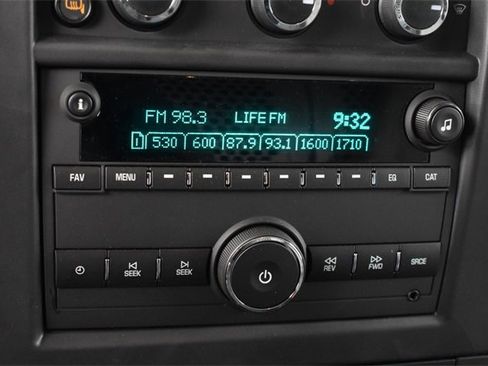 FM 98.3 LIFE FM 9:32
1 530 600 87.9 93.1 1600 1710
FAV MENU EQ CAT
SEEK SEEK REV FWD SRCE